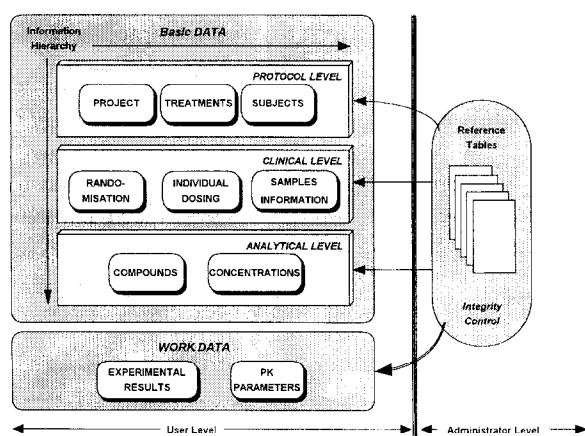 Information
Hierarchy
Basic DATA
PROTOCOL LEVEL
PROJECT
TREATMENTS
SUBJECTS
CLINICAL LEVEL
RANDO-
MISATION
INDIVIDUAL
DOSING
SAMPLES
INFORMATION
ANALYTICAL LEVEL
COMPOUNDS
CONCENTRATIONS
Reference
Tables
Integrity
Control
WORK DATA
EXPERIMENTAL
RESULTS
PK
PARAMETERS
User Level
Administrator Level